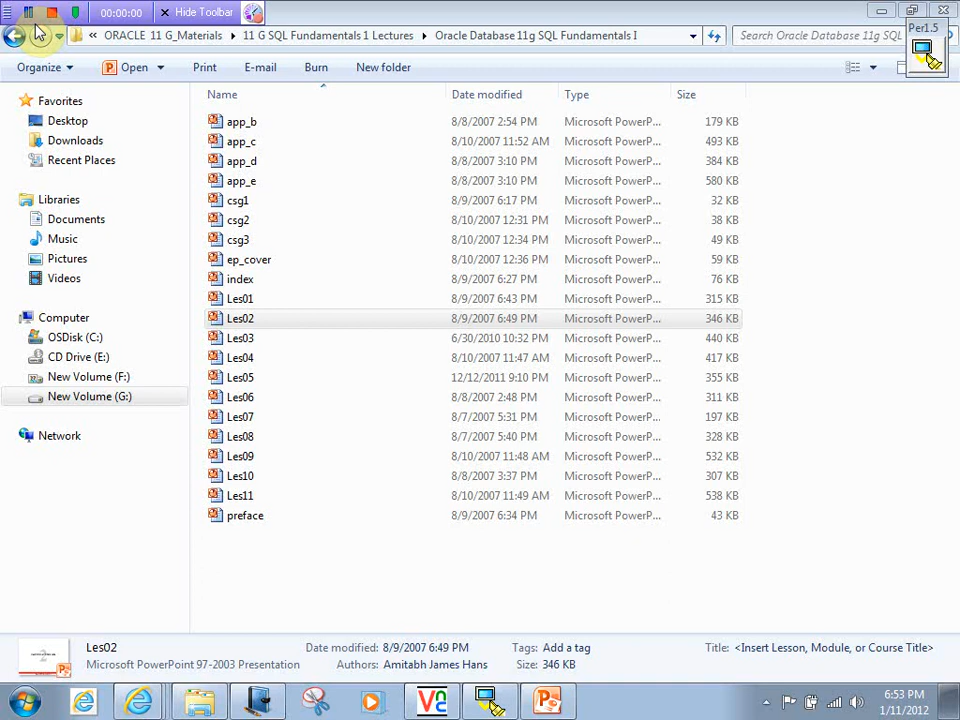 00:00:00 Hide Toolbar
« ORACLE 11 G_Materials 11 G SQL Fundamentals 1 Lectures Oracle Database 11g SQL Fundamentals I Search Oracle Database 11g SQL
Per1.5
Organize Open Print E-mail Burn New folder
Name Date modified Type Size
Favorites
Desktop
Downloads
Recent Places
Libraries
Documents
Music
Pictures
Videos
Computer
OSDisk (C:)
CD Drive (E:)
New Volume (F:)
New Volume (G:)
Network
app_b 8/8/2007 2:54 PM Microsoft PowerP... 179 KB
app_c 8/10/2007 11:52 AM Microsoft PowerP... 493 KB
app_d 8/8/2007 3:10 PM Microsoft PowerP... 384 KB
app_e 8/8/2007 3:10 PM Microsoft PowerP... 580 KB
csg1 8/9/2007 6:17 PM Microsoft PowerP... 32 KB
csg2 8/10/2007 12:31 PM Microsoft PowerP... 38 KB
csg3 8/10/2007 12:34 PM Microsoft PowerP... 49 KB
ep_cover 8/10/2007 12:36 PM Microsoft PowerP... 59 KB
index 8/9/2007 6:27 PM Microsoft PowerP... 76 KB
Les01 8/9/2007 6:43 PM Microsoft PowerP... 315 KB
Les02 8/9/2007 6:49 PM Microsoft PowerP... 346 KB
Les03 6/30/2010 10:32 PM Microsoft PowerP... 440 KB
Les04 8/10/2007 11:47 AM Microsoft PowerP... 417 KB
Les05 12/12/2011 9:10 PM Microsoft PowerP... 355 KB
Les06 8/8/2007 2:48 PM Microsoft PowerP... 311 KB
Les07 8/7/2007 5:31 PM Microsoft PowerP... 197 KB
Les08 8/7/2007 5:40 PM Microsoft PowerP... 328 KB
Les09 8/10/2007 11:48 AM Microsoft PowerP... 532 KB
Les10 8/8/2007 3:37 PM Microsoft PowerP... 307 KB
Les11 8/10/2007 11:49 AM Microsoft PowerP... 538 KB
preface 8/9/2007 6:34 PM Microsoft PowerP... 43 KB
Les02 Date modified: 8/9/2007 6:49 PM Tags: Add a tag Title: <Insert Lesson, Module, or Course Title>
Microsoft PowerPoint 97-2003 Presentation Authors: Amitabh James Hans Size: 346 KB
6:53 PM
1/11/2012